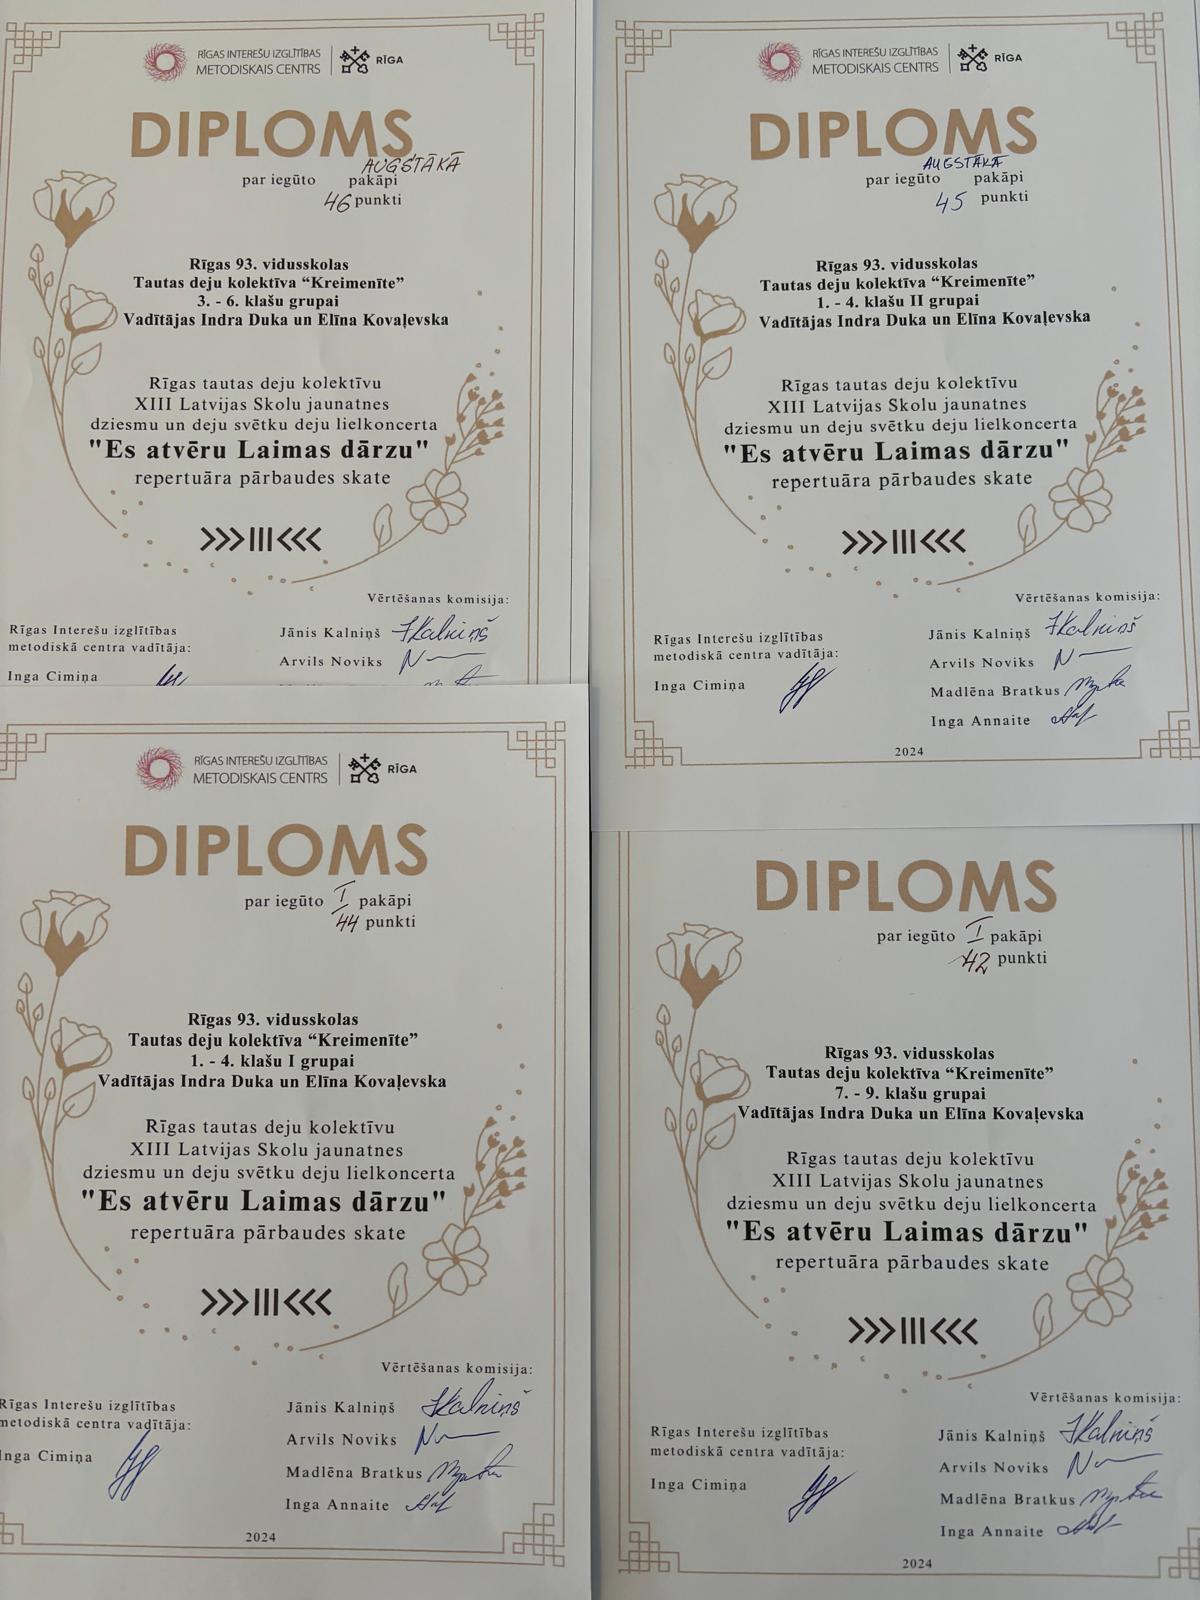 RĪGAS INTEREŠU IZGLĪTĪBAS
METODISKAIS CENTRS
RĪGA
DIPLOMS
AUGSTĀKĀ
par iegūto pakāpi
46 punkti
Rīgas 93. vidusskolas
Tautas deju kolektīva “Kreimenīte”
3. - 6. klašu grupai
Vadītājas Indra Duka un Elīna Kovaļevska
Rīgas tautas deju kolektīvu
XIII Latvijas Skolu jaunatnes
dziesmu un deju svētku deju lielkoncerta
"Es atvēru Laimas dārzu"
repertuāra pārbaudes skate
Vērtēšanas komisija:
Rīgas Interešu izglītības
metodiskā centra vadītāja:
Inga Cimiņa
Jānis Kalniņš JKalniņš
Arvils Noviks
RĪGAS INTEREŠU IZGLĪTĪBAS
METODISKAIS CENTRS
RĪGA
DIPLOMS
AUGSTĀKĀ
par iegūto pakāpi
45 punkti
Rīgas 93. vidusskolas
Tautas deju kolektīva “Kreimenīte”
1. - 4. klašu II grupai
Vadītājas Indra Duka un Elīna Kovaļevska
Rīgas tautas deju kolektīvu
XIII Latvijas Skolu jaunatnes
dziesmu un deju svētku deju lielkoncerta
"Es atvēru Laimas dārzu"
repertuāra pārbaudes skate
Vērtēšanas komisija:
Rīgas Interešu izglītības
metodiskā centra vadītāja:
Inga Cimiņa
Jānis Kalniņš JKalniņš
Arvils Noviks
Madlēna Bratkus
Inga Annaite
2024
RĪGAS INTEREŠU IZGLĪTĪBAS
METODISKAIS CENTRS
RĪGA
DIPLOMS
par iegūto I pakāpi
44 punkti
Rīgas 93. vidusskolas
Tautas deju kolektīva “Kreimenīte”
1. - 4. klašu I grupai
Vadītājas Indra Duka un Elīna Kovaļevska
Rīgas tautas deju kolektīvu
XIII Latvijas Skolu jaunatnes
dziesmu un deju svētku deju lielkoncerta
"Es atvēru Laimas dārzu"
repertuāra pārbaudes skate
Vērtēšanas komisija:
Rīgas Interešu izglītības
metodiskā centra vadītāja:
Inga Cimiņa
Jānis Kalniņš JKalniņš
Arvils Noviks
Madlēna Bratkus
Inga Annaite
2024
DIPLOMS
par iegūto I pakāpi
42 punkti
Rīgas 93. vidusskolas
Tautas deju kolektīva “Kreimenīte”
7. - 9. klašu grupai
Vadītājas Indra Duka un Elīna Kovaļevska
Rīgas tautas deju kolektīvu
XIII Latvijas Skolu jaunatnes
dziesmu un deju svētku deju lielkoncerta
"Es atvēru Laimas dārzu"
repertuāra pārbaudes skate
Vērtēšanas komisija:
Rīgas Interešu izglītības
metodiskā centra vadītāja:
Inga Cimiņa
Jānis Kalniņš JKalniņš
Arvils Noviks
Madlēna Bratkus
Inga Annaite
2024